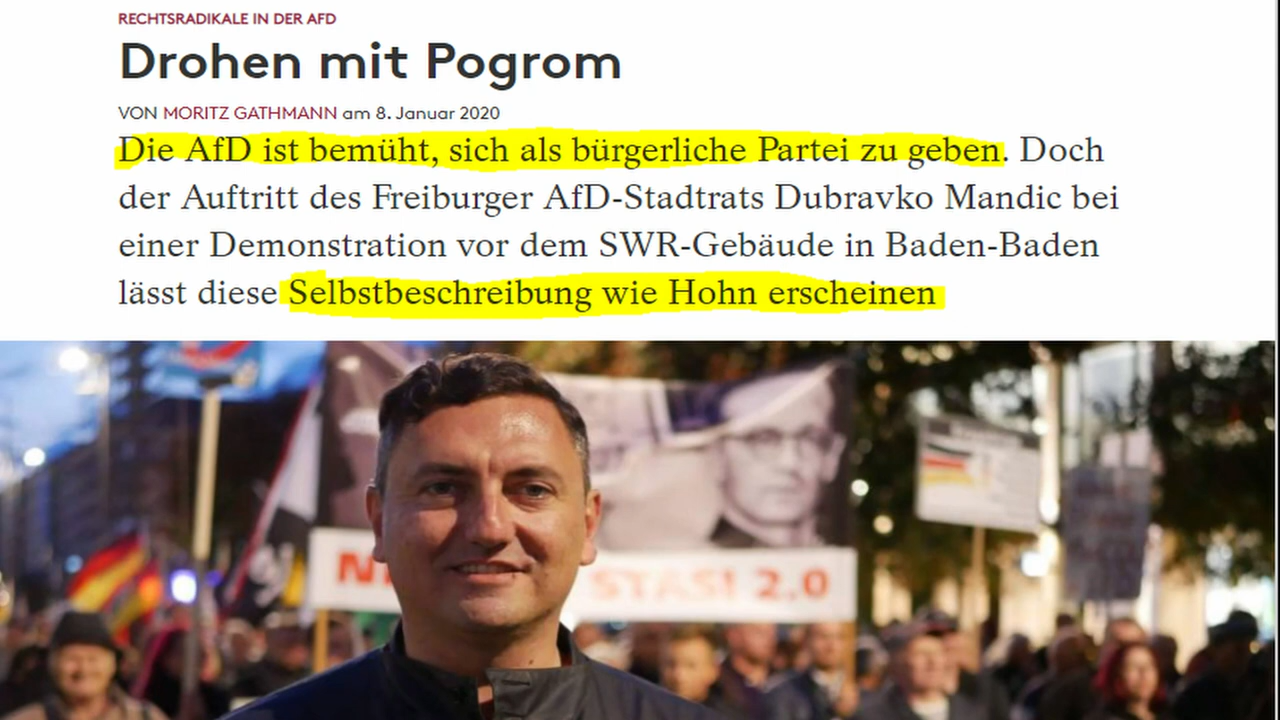 RECHTSRADIKALE IN DER AFD
Drohen mit Pogrom
VON MORITZ GATHMANN am 8. Januar 2020
Die AfD ist bemüht, sich als bürgerliche Partei zu geben. Doch
der Auftritt des Freiburger AfD-Stadtrats Dubravko Mandic bei
einer Demonstration vor dem SWR-Gebäude in Baden-Baden
lässt diese Selbstbeschreibung wie Hohn erscheinen
STASI 2.0